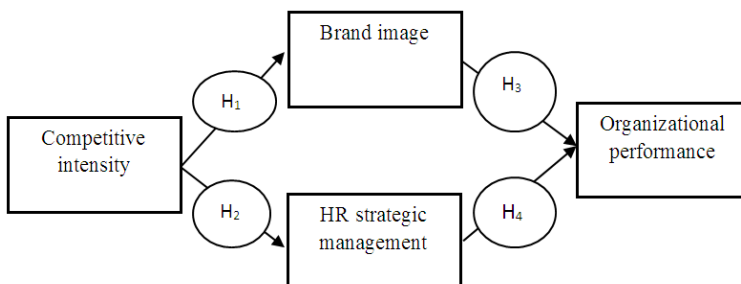 Brand image
H₁
H₃
Competitive
intensity
Organizational
performance
H₂
HR strategic
management
H₄